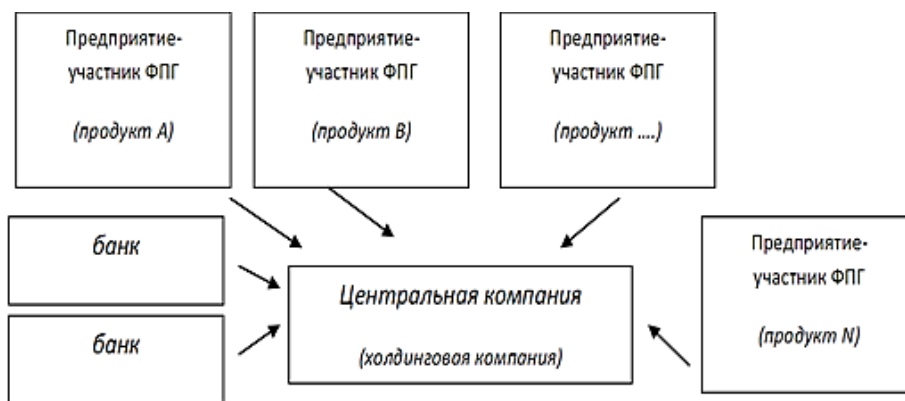 Предприятие-
участник ФПГ
(продукт А)
Предприятие-
участник ФПГ
(продукт В)
Предприятие-
участник ФПГ
(продукт ....)
банк
банк
Центральная компания
(холдинговая компания)
Предприятие-
участник ФПГ
(продукт N)